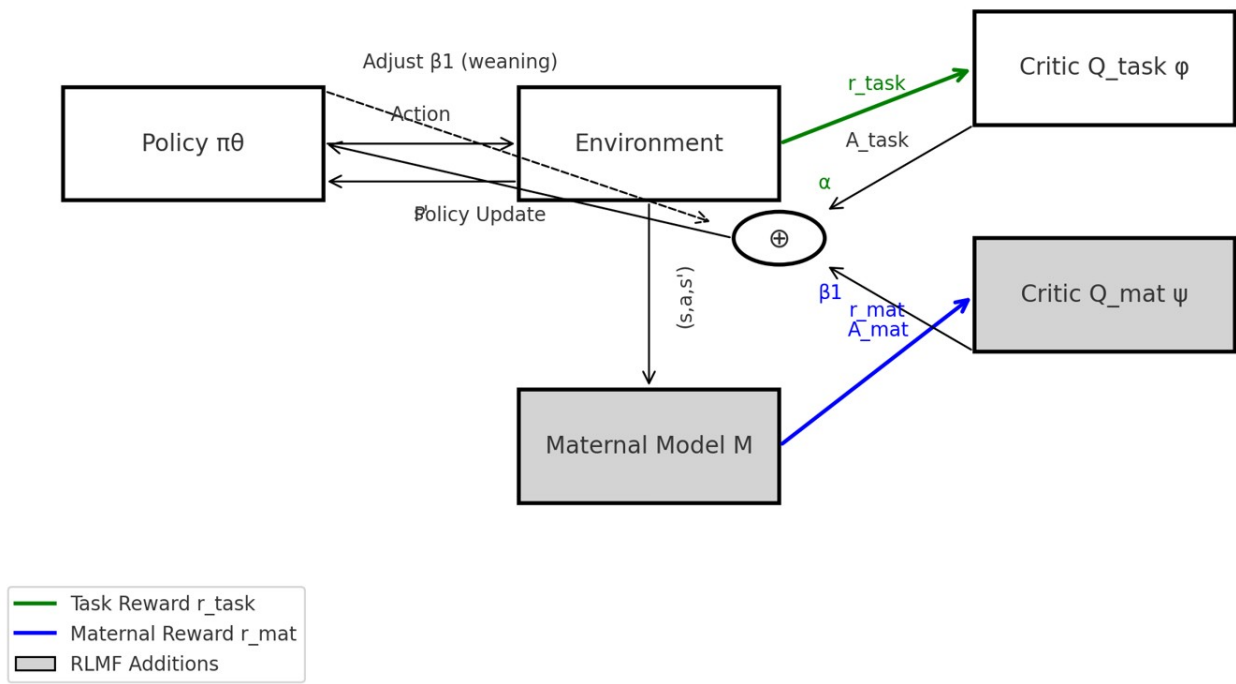 Critic Q_task φ
Adjust β1 (weaning)
r_task
Action
Policy πθ
Environment
A_task
α
s'
Policy Update
⊕
(s,a,s')
β1
Critic Q_mat ψ
r_mat
A_mat
Maternal Model M
Task Reward r_task
Maternal Reward r_mat
RLMF Additions